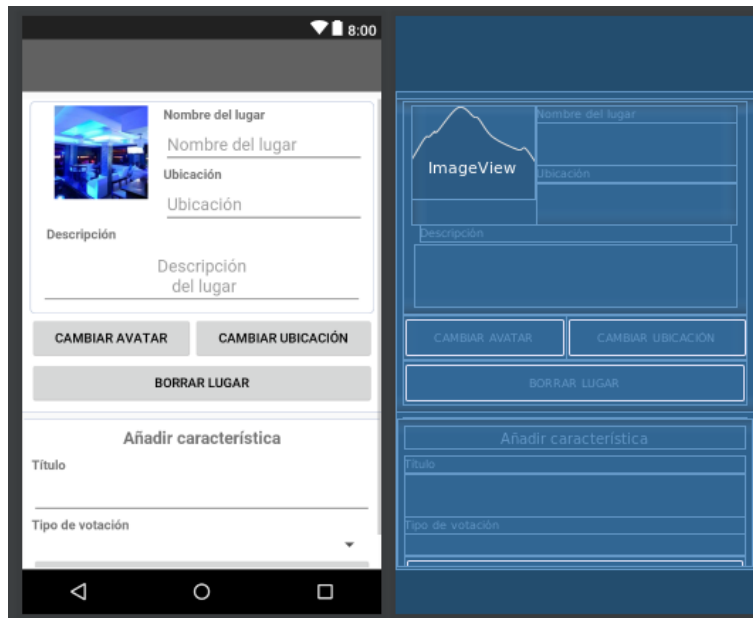 8:00
Nombre del lugar
Nombre del lugar
Ubicación
Ubicación
Descripción
Descripción
del lugar
CAMBIAR AVATAR
CAMBIAR UBICACIÓN
BORRAR LUGAR
Añadir característica
Título
Tipo de votación
Nombre del lugar
ImageView
Ubicación
Descripción
CAMBIAR AVATAR
CAMBIAR UBICACIÓN
BORRAR LUGAR
Añadir característica
Título
Tipo de votación